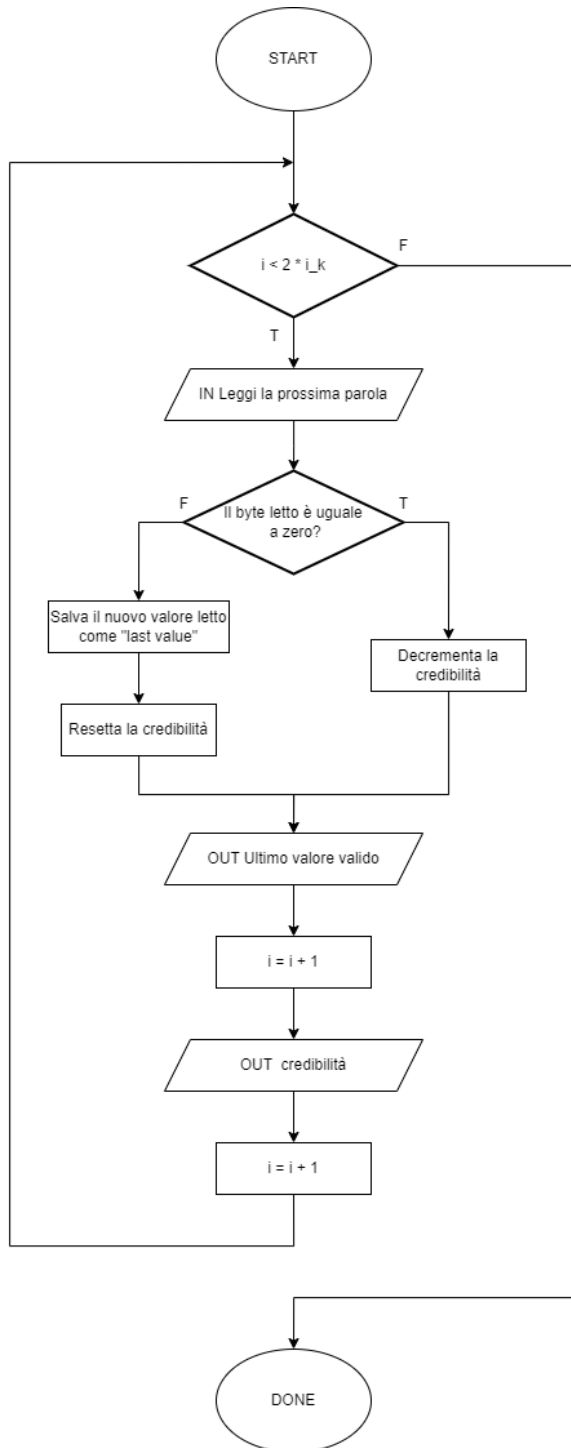 START
i < 2 * i_k
F
T
IN Leggi la prossima parola
F
Il byte letto è uguale
a zero?
T
Salva il nuovo valore letto
come "last value"
Decrementa la
credibilità
Resetta la credibilità
OUT Ultimo valore valido
i = i + 1
OUT credibilità
i = i + 1
DONE